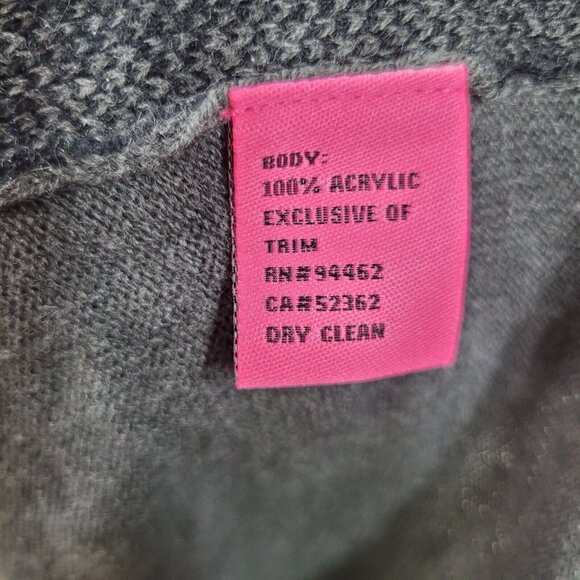 BODY:
100% ACRYLIC
EXCLUSIVE OF
TRIM
RN#94462
CA#52362
DRY CLEAN